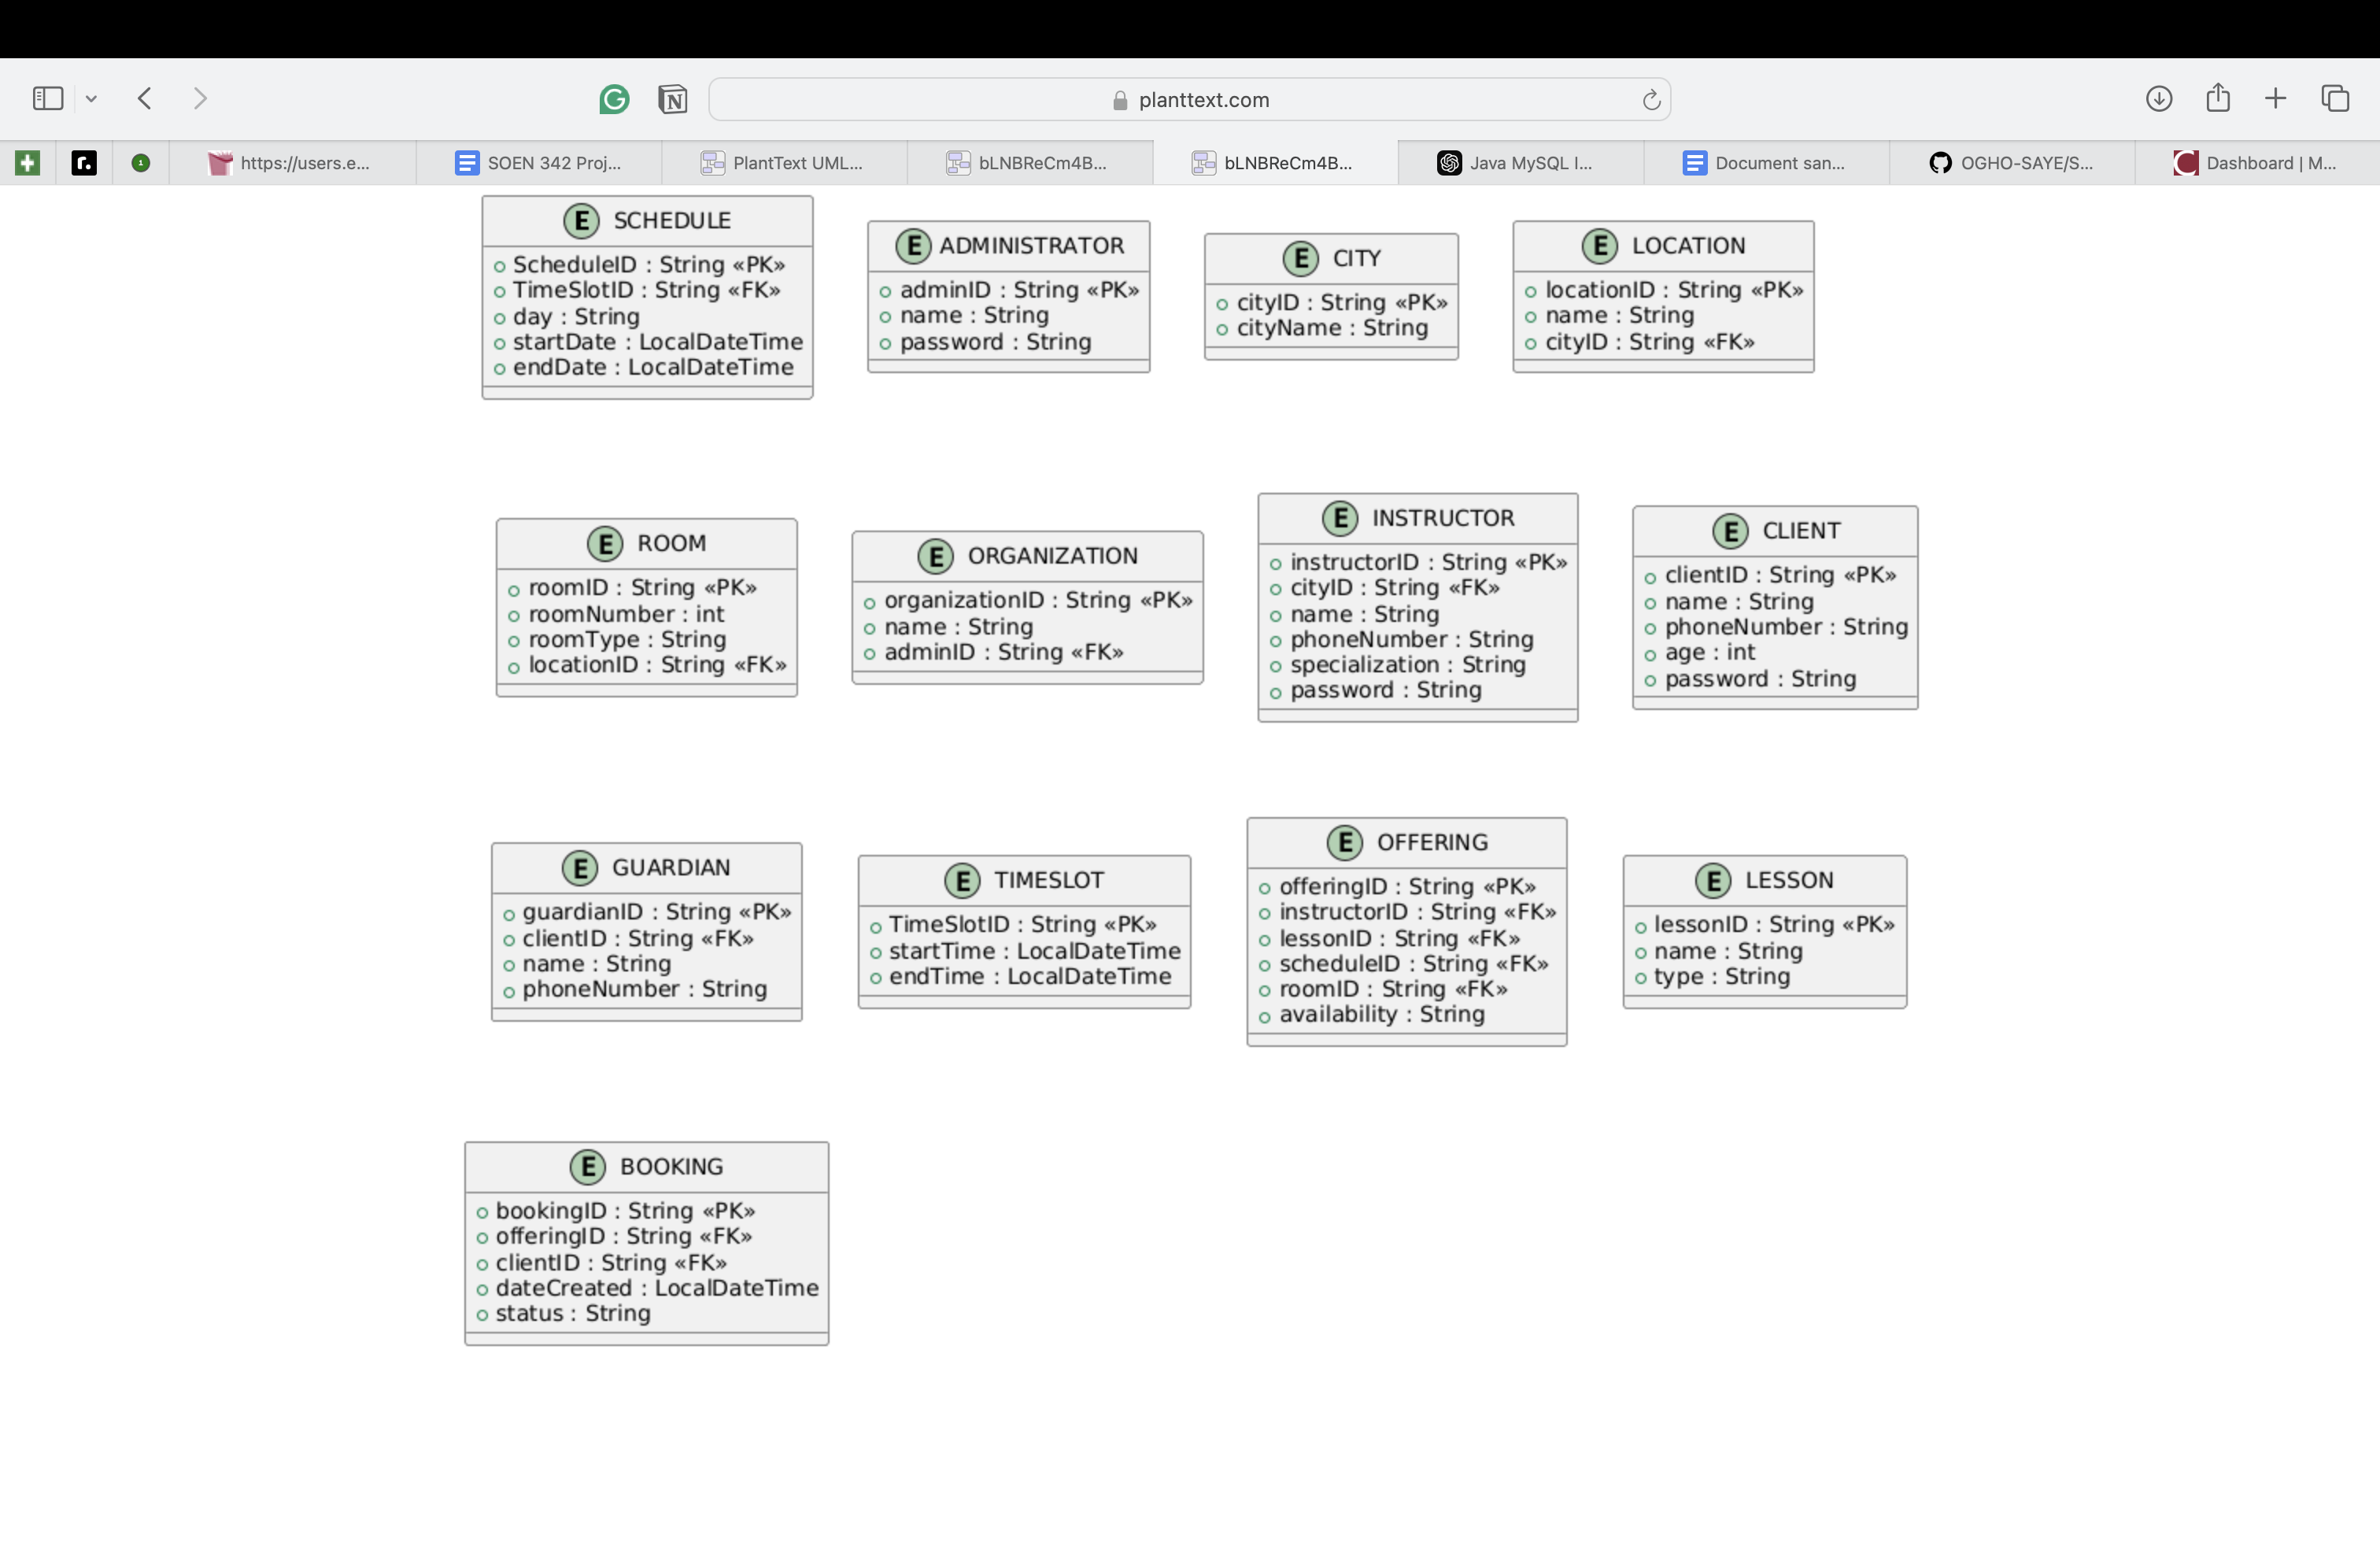 planttext.com
1
https://users.e...
SOEN 342 Proj...
PlantText UML...
bLNBReCm4B...
bLNBReCm4B...
Java MySQL I...
Document san...
OGHO-SAYE/S...
Dashboard | M...
E SCHEDULE
ScheduleID : String «PK»
TimeSlotID : String «FK»
day : String
startDate : LocalDateTime
endDate : LocalDateTime
E ADMINISTRATOR
adminID : String «PK»
name : String
password : String
E CITY
cityID : String «PK»
cityName : String
E LOCATION
locationID : String «PK»
name : String
cityID : String «FK»
E ROOM
roomID : String «PK»
roomNumber : int
roomType : String
locationID : String «FK»
E ORGANIZATION
organizationID : String «PK»
name : String
adminID : String «FK»
E INSTRUCTOR
instructorID : String «PK»
cityID : String «FK»
name : String
phoneNumber : String
specialization : String
password : String
E CLIENT
clientID : String «PK»
name : String
phoneNumber : String
age : int
password : String
E GUARDIAN
guardianID : String «PK»
clientID : String «FK»
name : String
phoneNumber : String
E TIMESLOT
TimeSlotID : String «PK»
startTime : LocalDateTime
endTime : LocalDateTime
E OFFERING
offeringID : String «PK»
instructorID : String «FK»
lessonID : String «FK»
scheduleID : String «FK»
roomID : String «FK»
availability : String
E LESSON
lessonID : String «PK»
name : String
type : String
E BOOKING
bookingID : String «PK»
offeringID : String «FK»
clientID : String «FK»
dateCreated : LocalDateTime
status : String